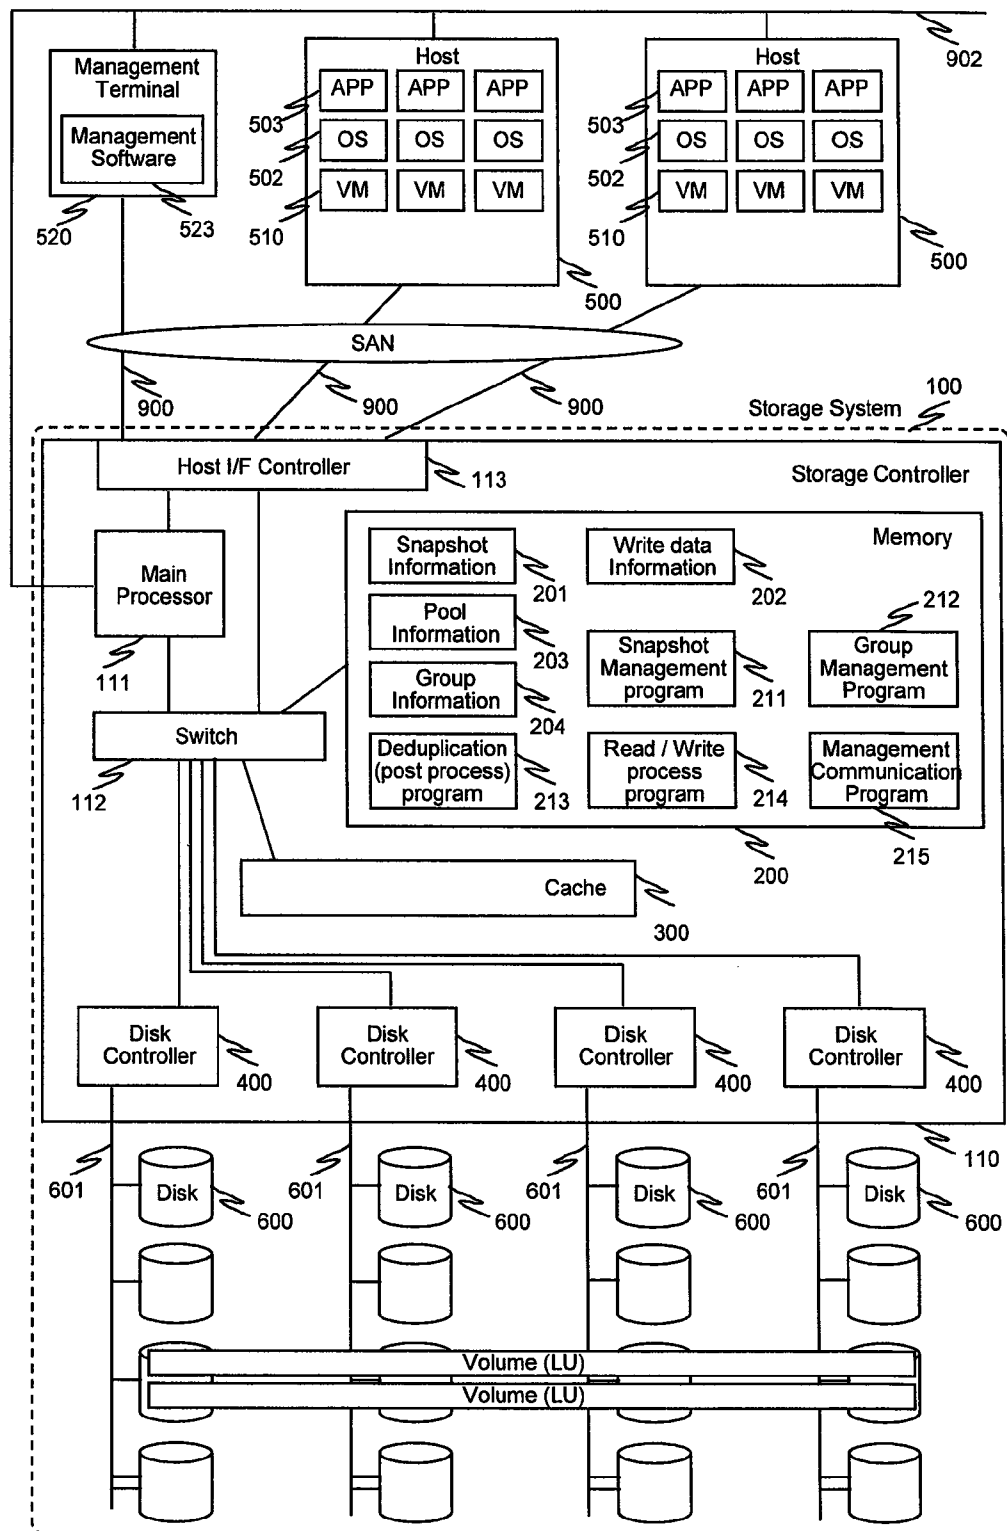 902
Management
Terminal
Management
Software
520
523
Host
APP APP APP
503
OS OS OS
502
VM VM VM
510
500
Host
APP APP APP
503
OS OS OS
502
VM VM VM
510
500
SAN
900
900
900
100
Storage System
Host I/F Controller
113
Storage Controller
Main
Processor
111
Memory
Snapshot
Information
201
Write data
Information
202
Pool
Information
203
Snapshot
Management
program
211
212
Group
Management
Program
Group
Information
204
Switch
112
Deduplication
(post process)
program
213
Read / Write
process
program
214
Management
Communication
Program
215
200
Cache
300
Disk
Controller
400
Disk
Controller
400
Disk
Controller
400
Disk
Controller
400
110
601
Disk
600
601
Disk
600
601
Disk
600
601
Disk
600
Volume (LU)
Volume (LU)